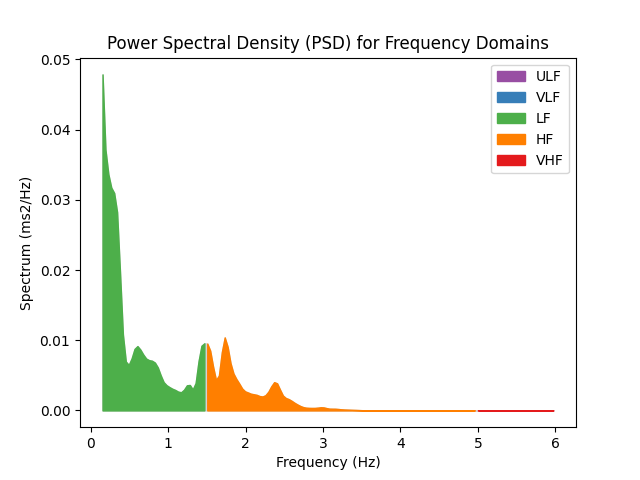 Power Spectral Density (PSD) for Frequency Domains
Spectrum (ms2/Hz)
0.05
0.04
0.03
0.02
0.01
0.00
ULF
VLF
LF
HF
VHF
0 1 2 3 4 5 6
Frequency (Hz)